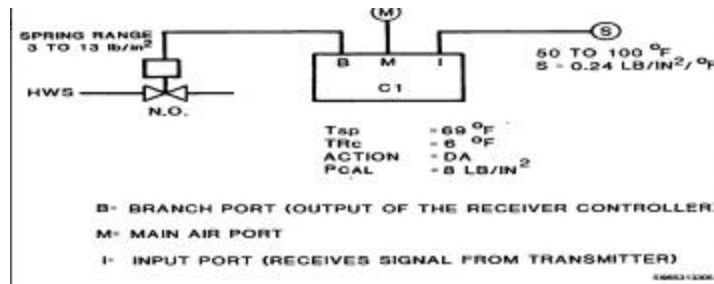 (M)
SPRING RANGE
3 TO 13 lb/in2
S
50 TO 100 °F
S - 0.24 LB/IN2/°F
B M I
C1
HWS
N.O.
Tsp - 69 °F
TRc - 6 °F
ACTION - DA
PCAL - 8 LB/IN2
B- BRANCH PORT (OUTPUT OF THE RECEIVER CONTROLLER)
M- MAIN AIR PORT
I- INPUT PORT (RECEIVES SIGNAL FROM TRANSMITTER)